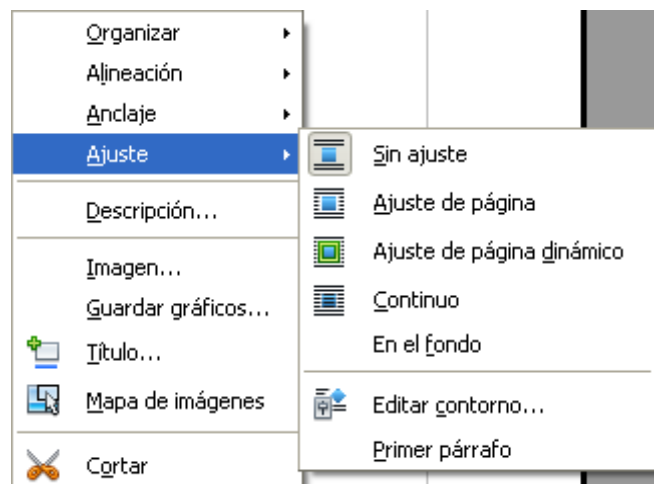 Organizar
Alineación
Anclaje
Ajuste
Descripción...
Imagen...
Guardar gráficos...
Título...
Mapa de imágenes
Cortar
Sin ajuste
Ajuste de página
Ajuste de página dinámico
Continuo
En el fondo
Editar contorno...
Primer párrafo